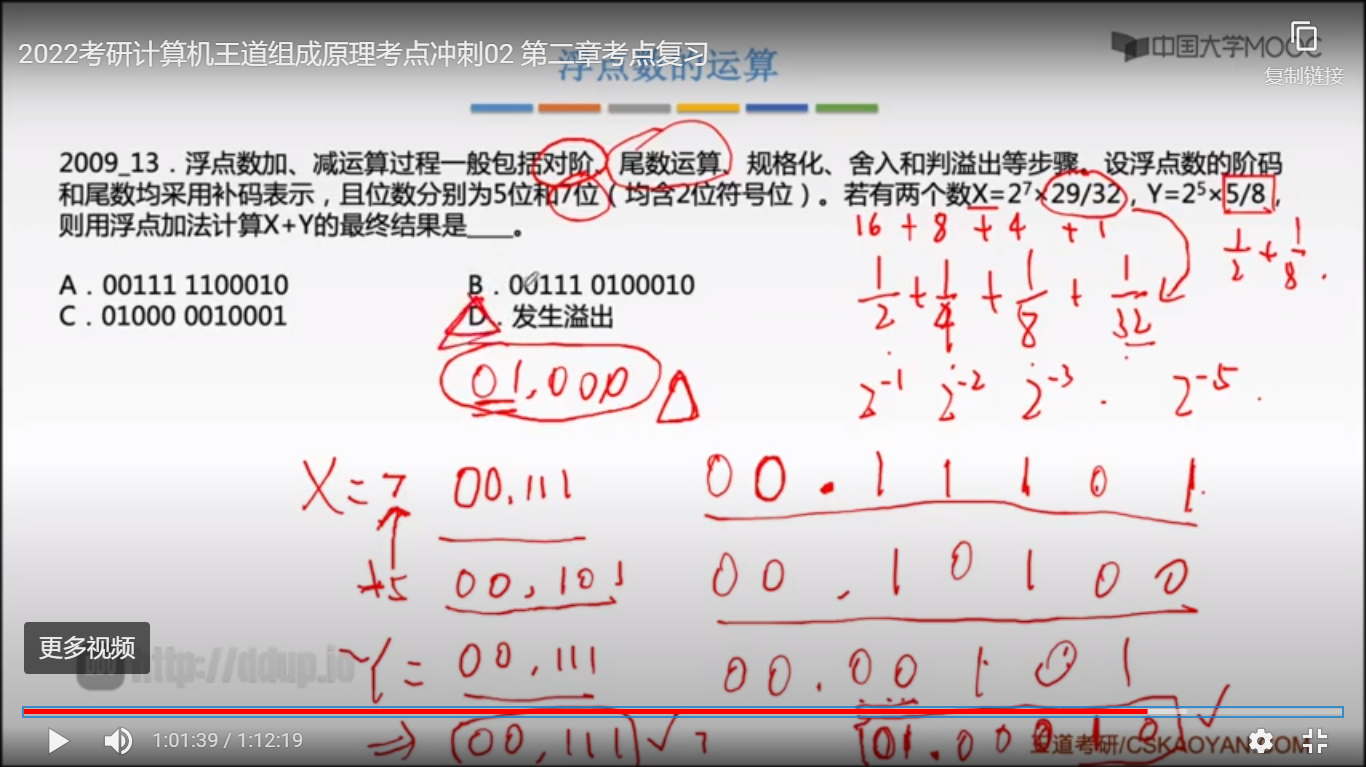 2022考研计算机王道组成原理考点冲刺02 第二章考点复习
浮点数的运算
中国大学MOOC
复制链接
2009_13．浮点数加、减运算过程一般包括对阶、尾数运算、规格化、舍入和判溢出等步骤。设浮点数的阶码
和尾数均采用补码表示，且位数分别为5位和7位（均含2位符号位）。若有两个数X=2⁷×29/32，Y=2⁵×5/8，
则用浮点加法计算X+Y的最终结果是____。
16 + 8 + 4 + 1
1/2 + 1/8
A．00111 1100010
B．00111 0100010
1/2 + 1/4 + 1/8 + 1/32
C．01000 0010001
D．发生溢出
01,000
2⁻¹ 2⁻² 2⁻³ 2⁻⁵
X = 7 00,111 00.11101
+5 00,101 00.10100
更多视频
http://ddup.io
Y = 00,111 00.00101
⇒ 00,111
01.00010
1:01:39 / 1:12:19
王道考研/CSKAOYAN.COM